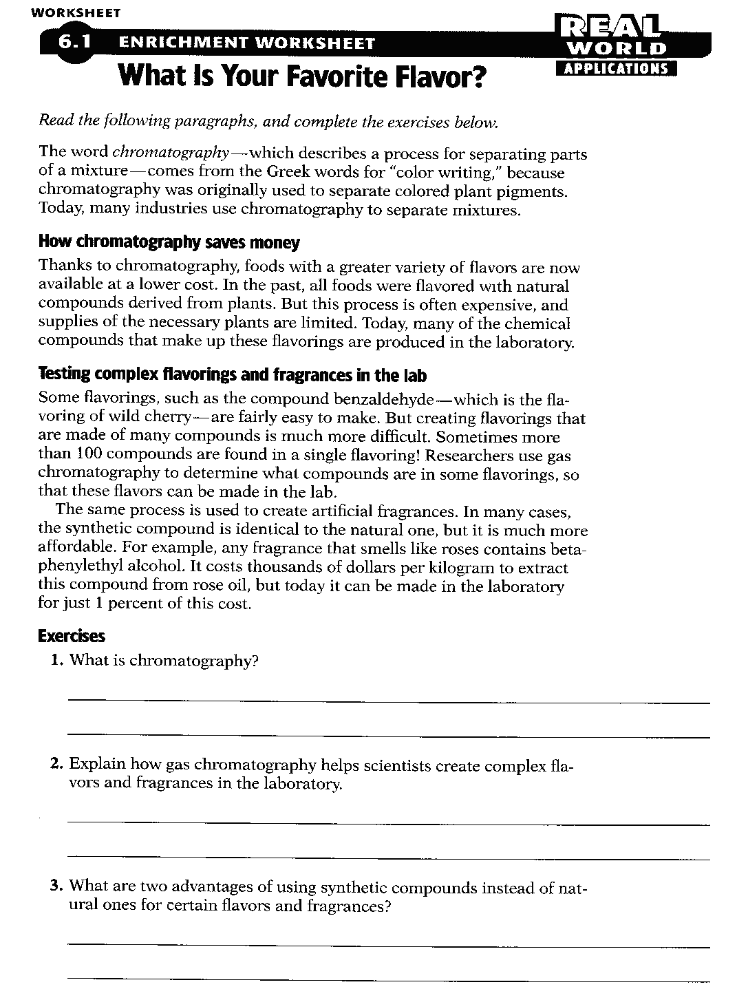 WORKSHEET
6.1 ENRICHMENT WORKSHEET
REAL
WORLD
APPLICATIONS
What Is Your Favorite Flavor?
Read the following paragraphs, and complete the exercises below.
The word chromatography—which describes a process for separating parts
of a mixture—comes from the Greek words for “color writing,” because
chromatography was originally used to separate colored plant pigments.
Today, many industries use chromatography to separate mixtures.
How chromatography saves money
Thanks to chromatography, foods with a greater variety of flavors are now
available at a lower cost. In the past, all foods were flavored with natural
compounds derived from plants. But this process is often expensive, and
supplies of the necessary plants are limited. Today, many of the chemical
compounds that make up these flavorings are produced in the laboratory.
Testing complex flavorings and fragrances in the lab
Some flavorings, such as the compound benzaldehyde—which is the fla-
voring of wild cherry—are fairly easy to make. But creating flavorings that
are made of many compounds is much more difficult. Sometimes more
than 100 compounds are found in a single flavoring! Researchers use gas
chromatography to determine what compounds are in some flavorings, so
that these flavors can be made in the lab.
The same process is used to create artificial fragrances. In many cases,
the synthetic compound is identical to the natural one, but it is much more
affordable. For example, any fragrance that smells like roses contains beta-
phenylethyl alcohol. It costs thousands of dollars per kilogram to extract
this compound from rose oil, but today it can be made in the laboratory
for just 1 percent of this cost.
Exercises
1. What is chromatography?
2. Explain how gas chromatography helps scientists create complex fla-
vors and fragrances in the laboratory.
3. What are two advantages of using synthetic compounds instead of nat-
ural ones for certain flavors and fragrances?